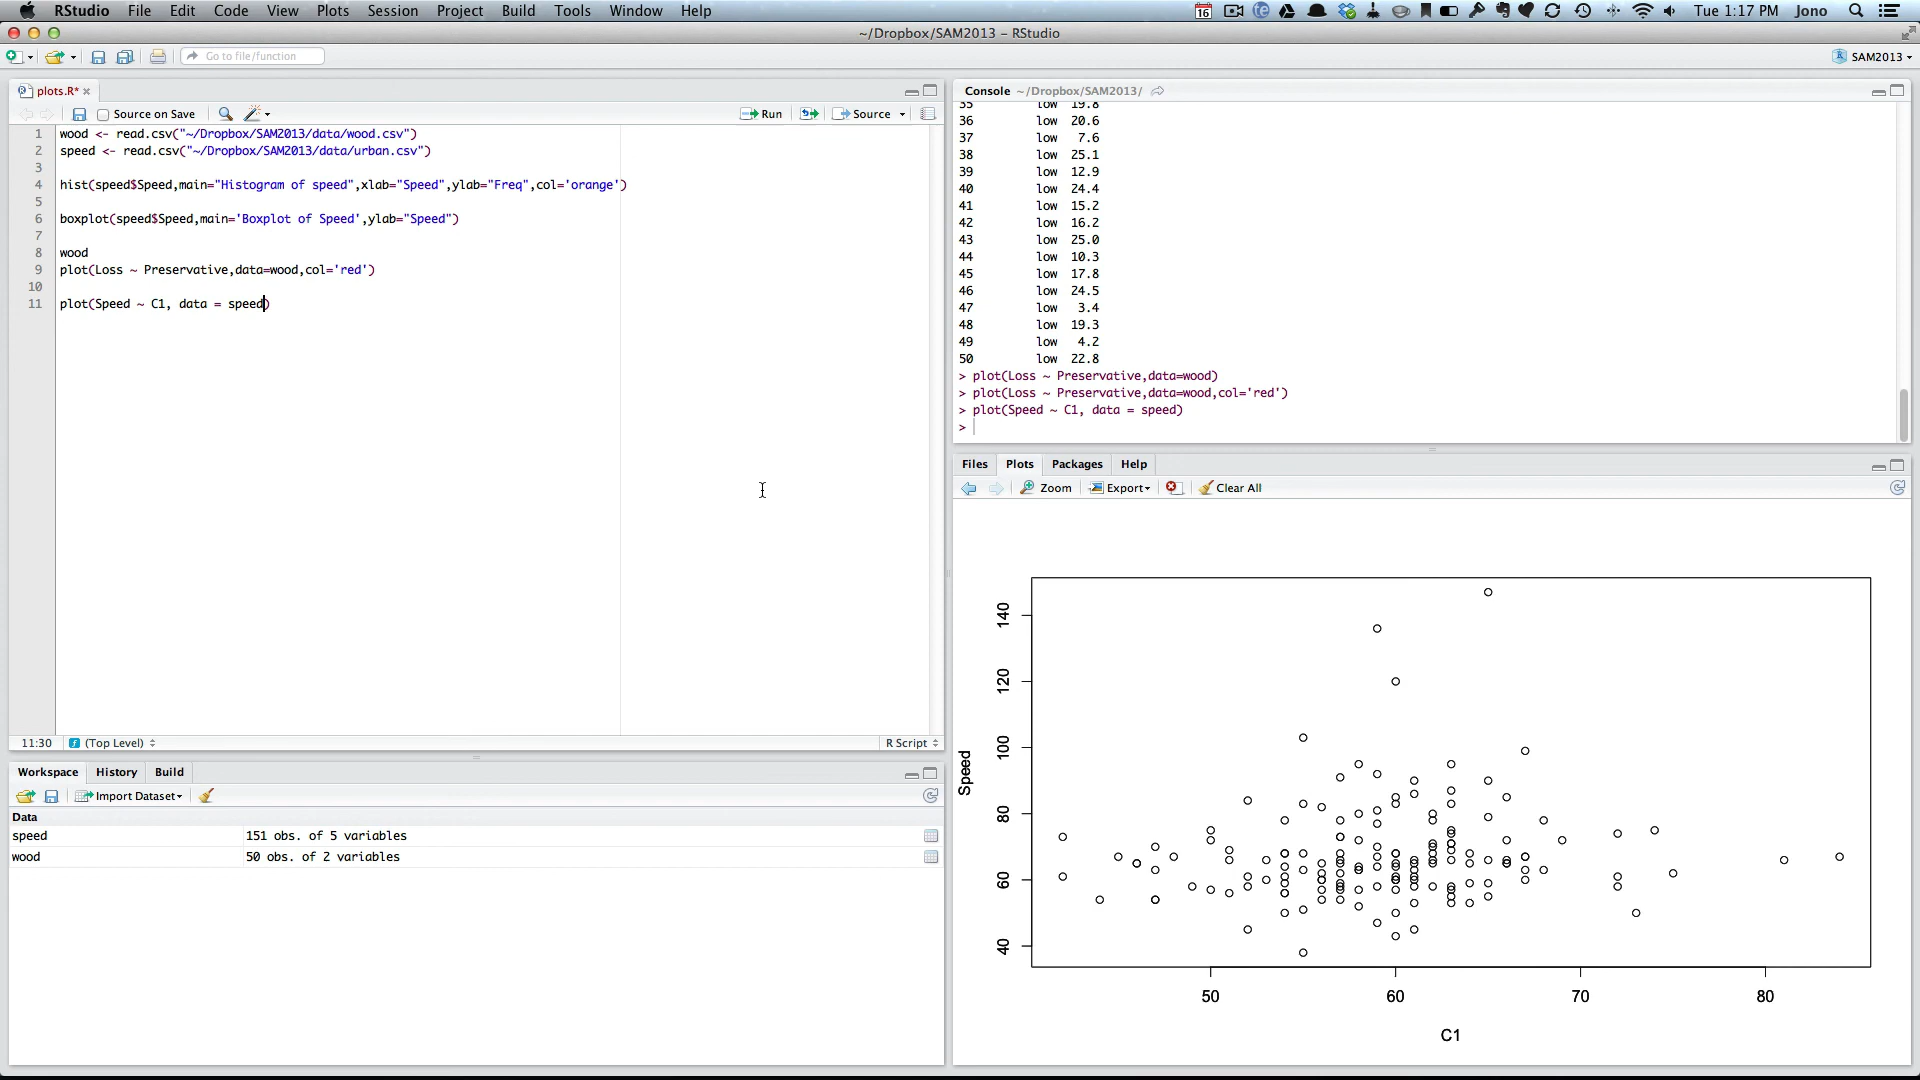 RStudio File Edit Code View Plots Session Project Build Tools Window Help 16 Tue 1:17 PM Jono
~/Dropbox/SAM2013 – RStudio
Go to file/function SAM2013
plots.R*
Source on Save Run Source
1 wood <- read.csv("~/Dropbox/SAM2013/data/wood.csv")
2 speed <- read.csv("~/Dropbox/SAM2013/data/urban.csv")
3
4 hist(speed$Speed,main="Histogram of speed",xlab="Speed",ylab="Freq",col='orange')
5
6 boxplot(speed$Speed,main='Boxplot of Speed',ylab="Speed")
7
8 wood
9 plot(Loss ~ Preservative,data=wood,col='red')
10
11 plot(Speed ~ C1, data = speed)
11:30 (Top Level) R Script
Workspace History Build
Import Dataset
Data
speed 151 obs. of 5 variables
wood 50 obs. of 2 variables
Console ~/Dropbox/SAM2013/
35 low 19.8
36 low 20.6
37 low 7.6
38 low 25.1
39 low 12.9
40 low 24.4
41 low 15.2
42 low 16.2
43 low 25.0
44 low 10.3
45 low 17.8
46 low 24.5
47 low 3.4
48 low 19.3
49 low 4.2
50 low 22.8
> plot(Loss ~ Preservative,data=wood)
> plot(Loss ~ Preservative,data=wood,col='red')
> plot(Speed ~ C1, data = speed)
>
Files Plots Packages Help
Zoom Export Clear All
140
120
100
80
60
40
Speed
50 60 70 80
C1